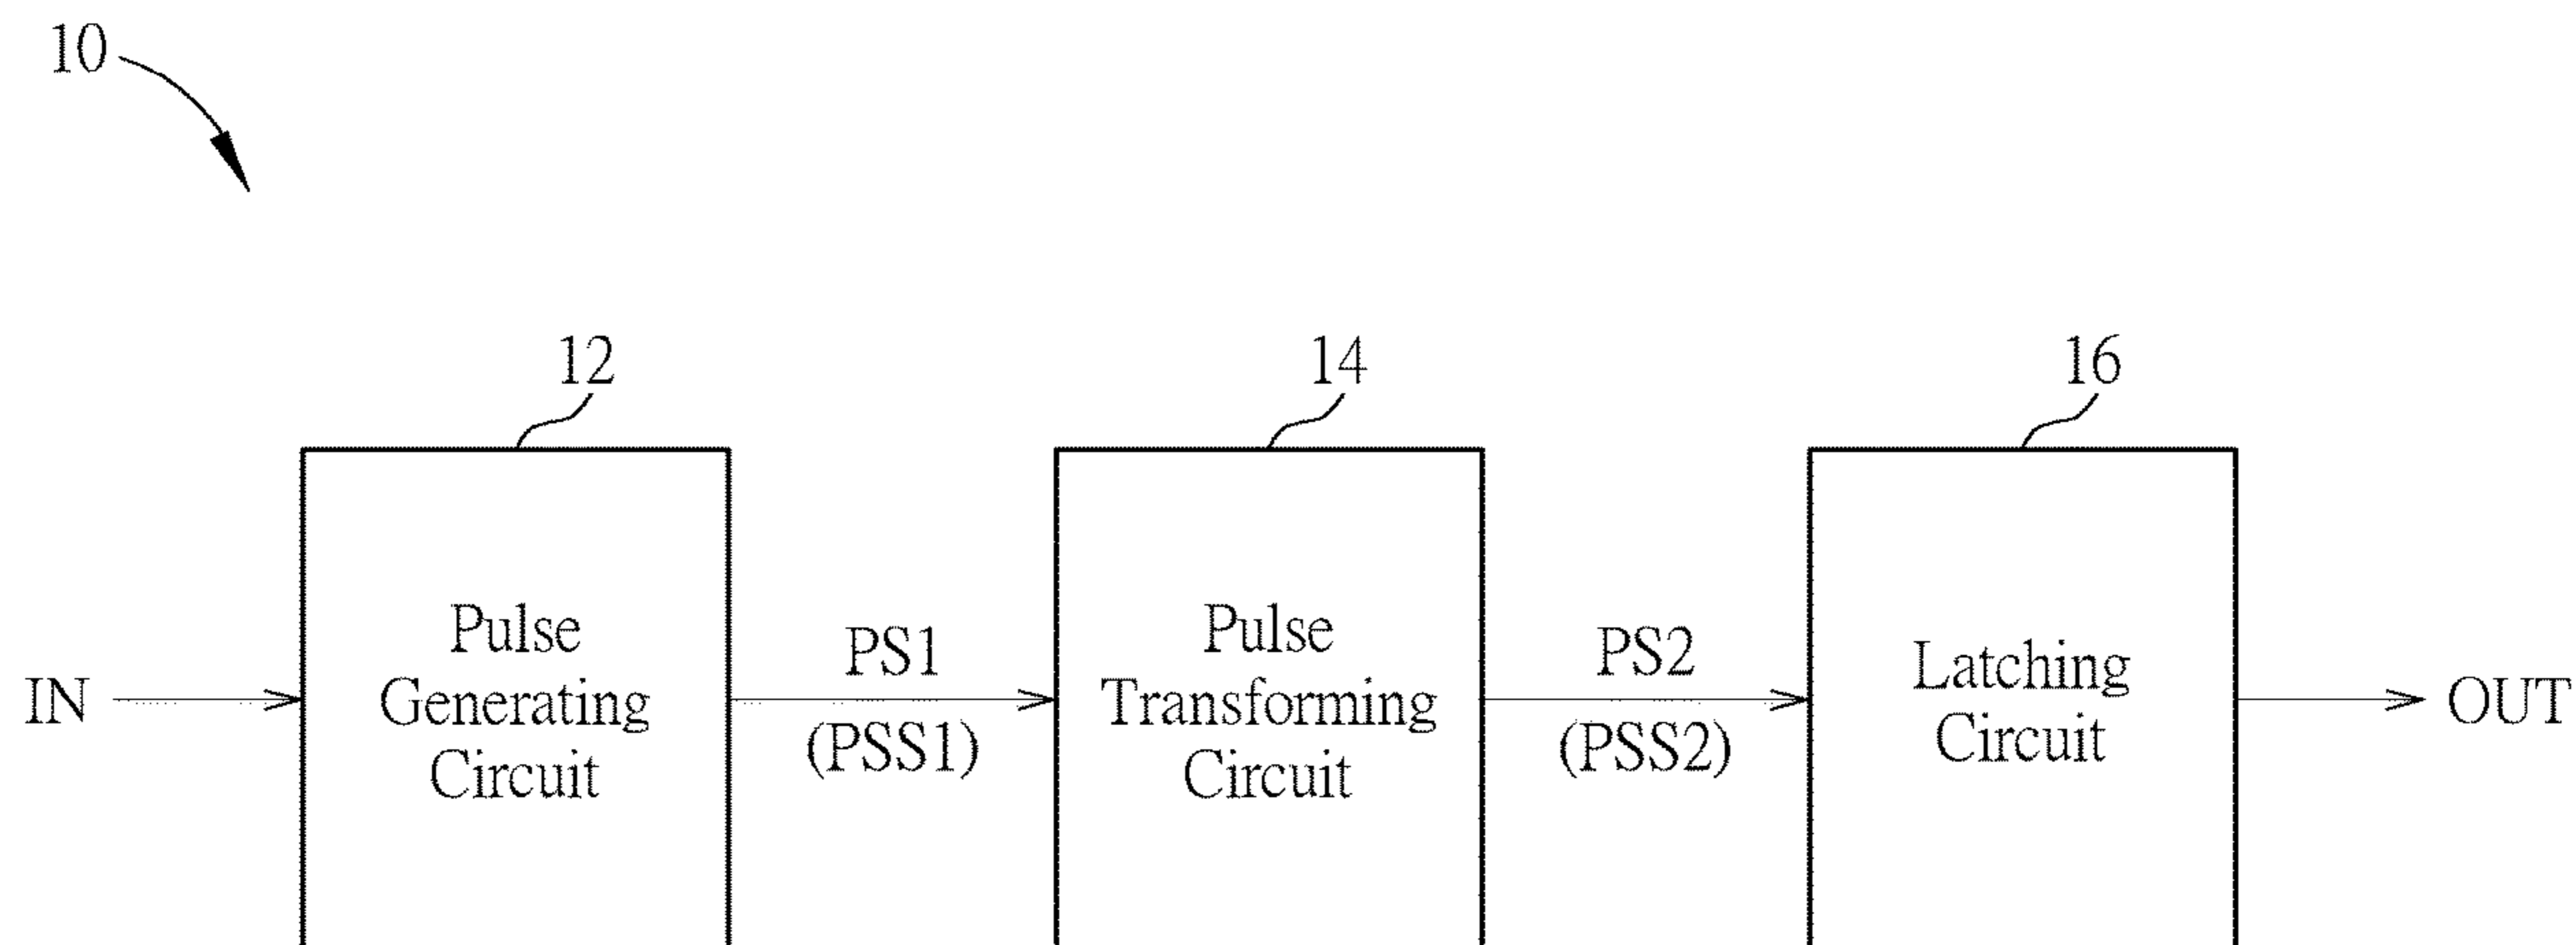 10
12
14
16
IN
Pulse
Generating
Circuit
PS1
(PSS1)
Pulse
Transforming
Circuit
PS2
(PSS2)
Latching
Circuit
OUT